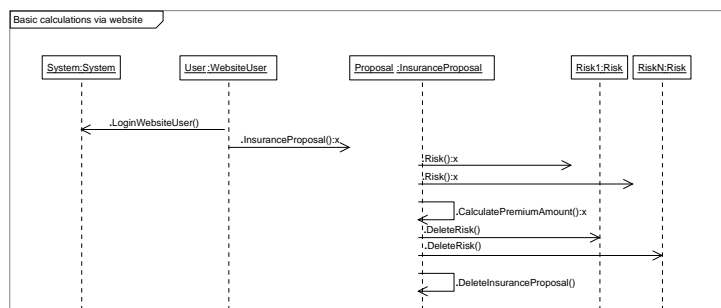 Basic calculations via website
System:System
User:WebsiteUser
Proposal :InsuranceProposal
Risk1:Risk
RiskN:Risk
.LoginWebsiteUser()
.InsuranceProposal():x
.Risk():x
.Risk():x
.CalculatePremiumAmount():x
.DeleteRisk()
.DeleteRisk()
.DeleteInsuranceProposal()